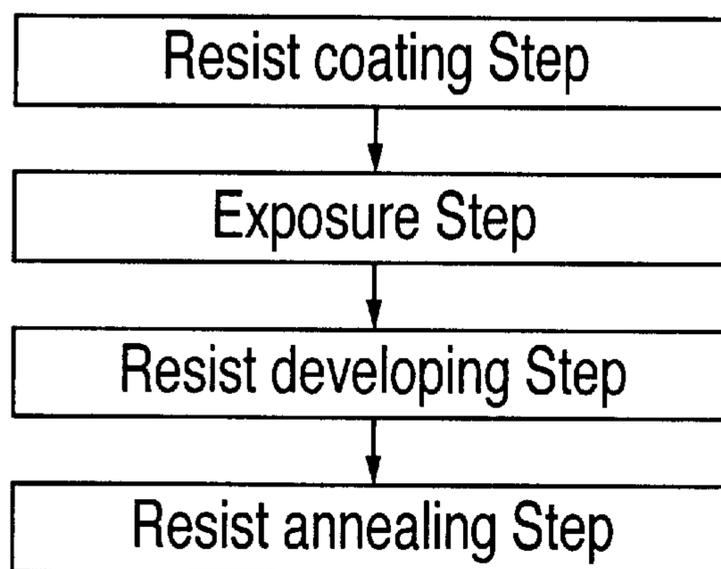 Resist coating Step
Exposure Step
Resist developing Step
Resist annealing Step